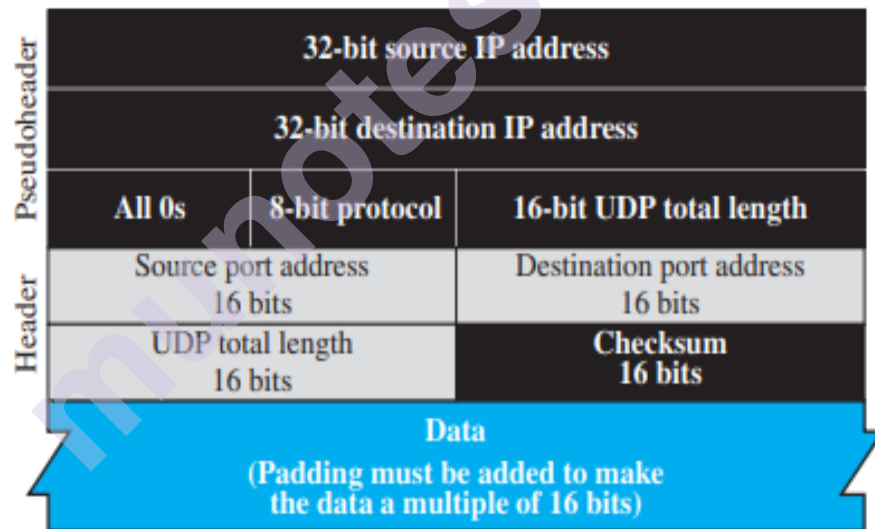 Pseudoheader
32-bit source IP address
32-bit destination IP address
All 0s 8-bit protocol 16-bit UDP total length
Header
Source port address Destination port address
16 bits 16 bits
UDP total length Checksum
16 bits 16 bits
Data
(Padding must be added to make
the data a multiple of 16 bits)
munotes